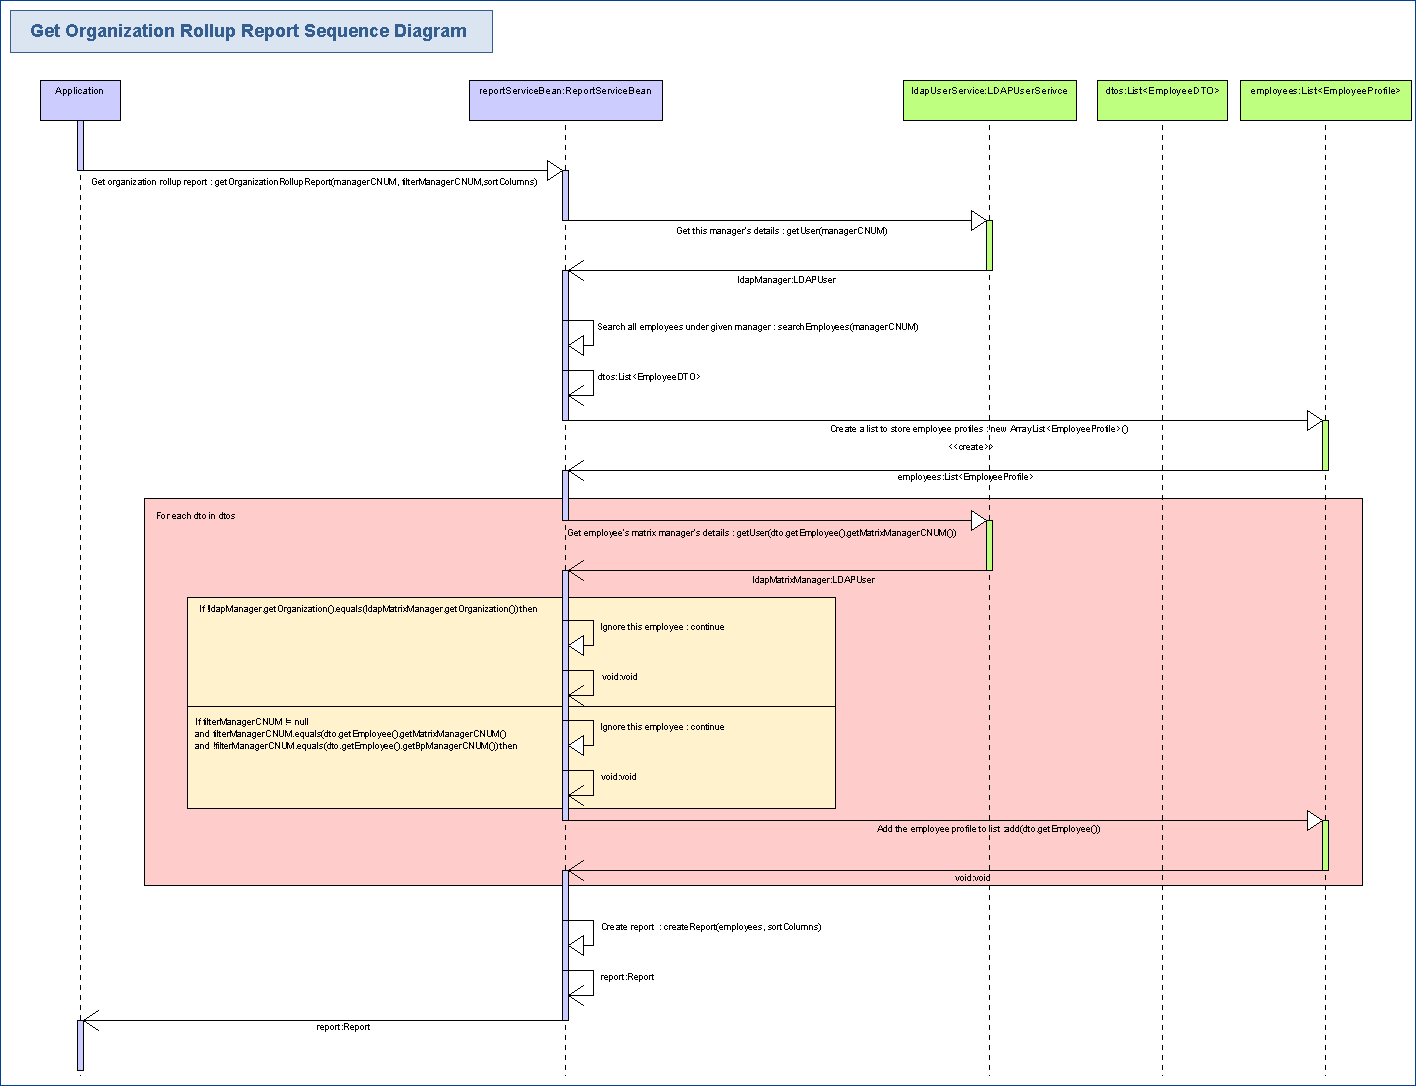 Get Organization Rollup Report Sequence Diagram
Application
reportServiceBean:ReportServiceBean
ldapUserService:LDAPUserSerivce
dtos:List<EmployeeDTO>
employees:List<EmployeeProfile>
Get organization rollup report : getOrganizationRollupReport(managerCNUM, filterManagerCNUM,sortColumns)
Get this manager's details : getUser(managerCNUM)
ldapManager:LDAPUser
Search all employees under given manager : searchEmployees(managerCNUM)
dtos:List<EmployeeDTO>
Create a list to store employee profiles : new ArrayList<EmployeeProfile>()
<<create>>
employees:List<EmployeeProfile>
For each dto in dtos
Get employee's matrix manager's details : getUser(dto.getEmployee().getMatrixManagerCNUM())
ldapMatrixManager:LDAPUser
If !ldapManager.getOrganization().equals(ldapMatrixManager.getOrganization()) then
Ignore this employee : continue
void:void
If filterManagerCNUM != null
and filterManagerCNUM.equals(dto.getEmployee().getMatrixManagerCNUM()
and !filterManagerCNUM.equals(dto.getEmployee().getBpManagerCNUM()) then
Ignore this employee : continue
void:void
Add the employee profile to list :add(dto.getEmployee())
void:void
Create report : createReport(employees, sortColumns)
report:Report
report:Report